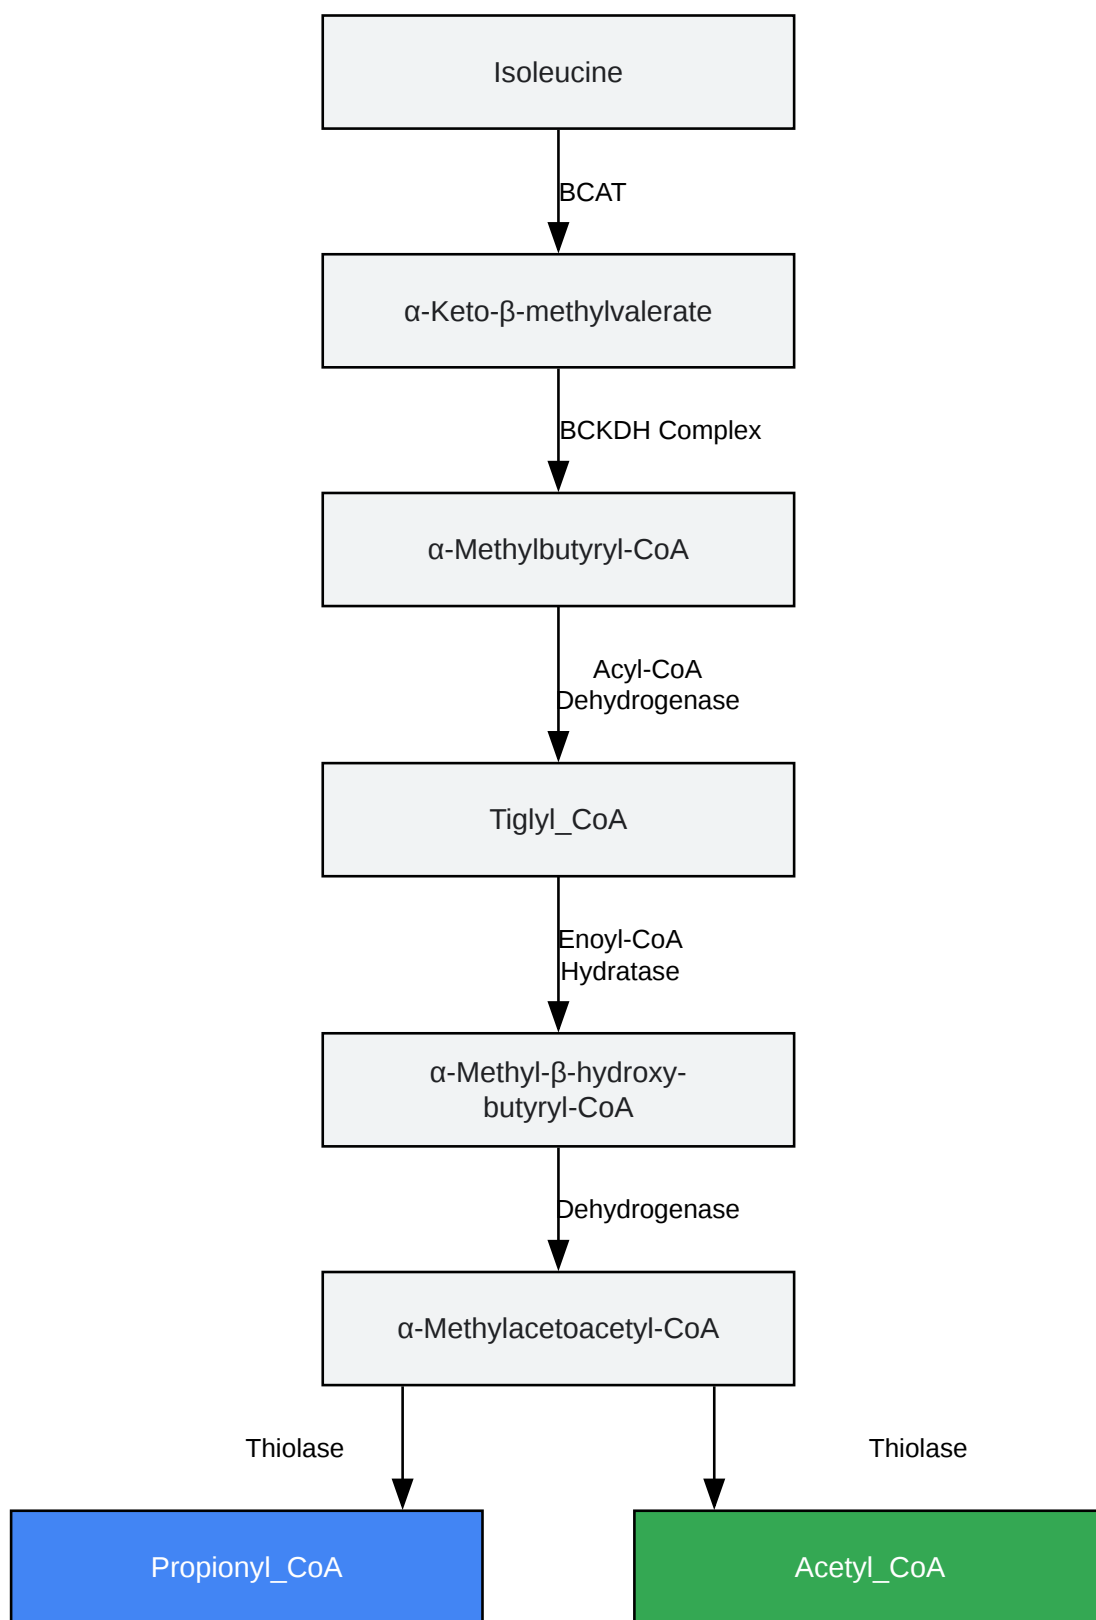 Isoleucine
BCAT
α-Keto-β-methylvalerate
BCKDH Complex
α-Methylbutyryl-CoA
Acyl-CoA
Dehydrogenase
Tiglyl_CoA
Enoyl-CoA
Hydratase
α-Methyl-β-hydroxy-
butyryl-CoA
Dehydrogenase
α-Methylacetoacetyl-CoA
Thiolase
Thiolase
Propionyl_CoA
Acetyl_CoA